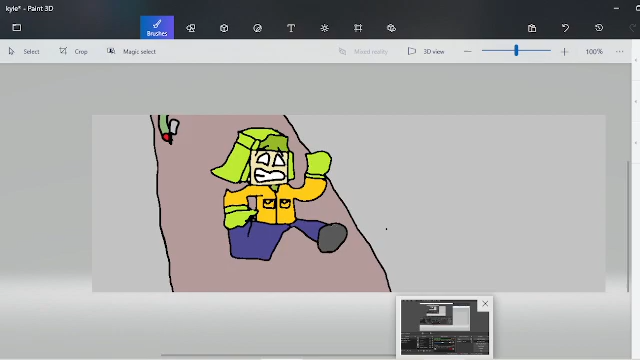 kyle* - Paint 3D
Brushes
Select
Crop
Magic select
Mixed reality
3D view
100%